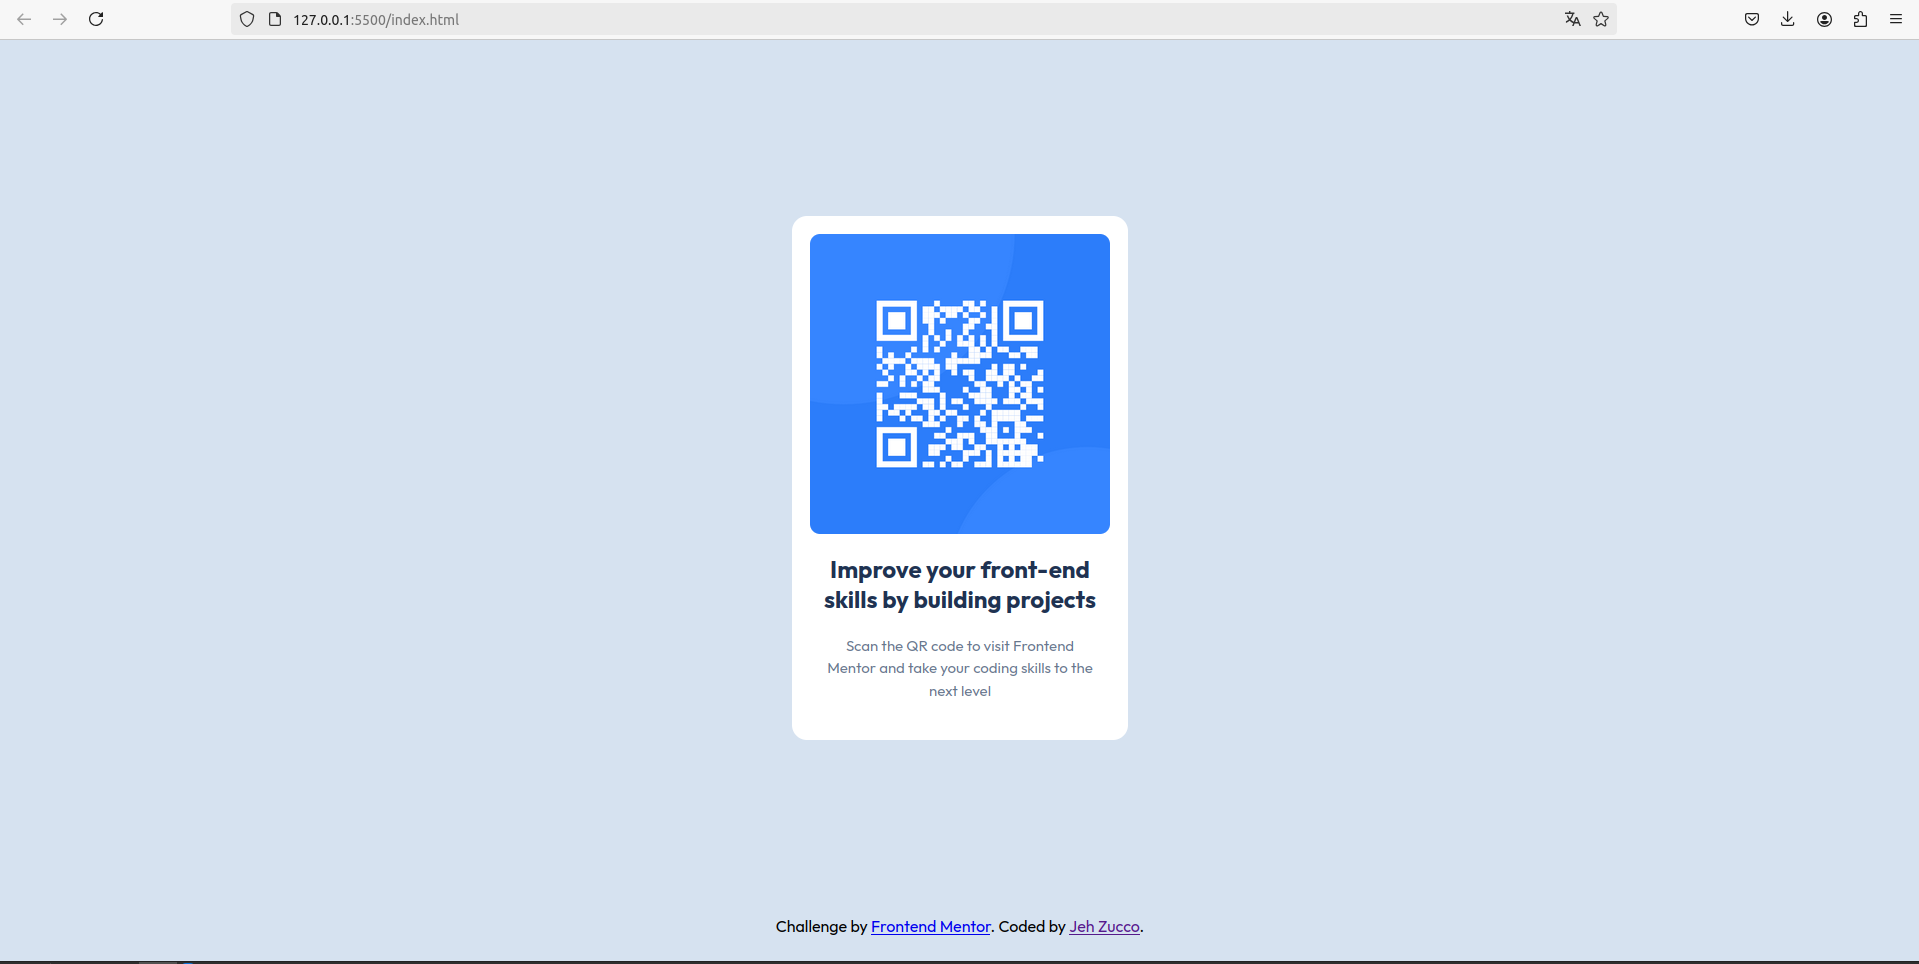 127.0.0.1:5500/index.html
Improve your front-end
skills by building projects
Scan the QR code to visit Frontend
Mentor and take your coding skills to the
next level
Challenge by Frontend Mentor. Coded by Jeh Zucco.